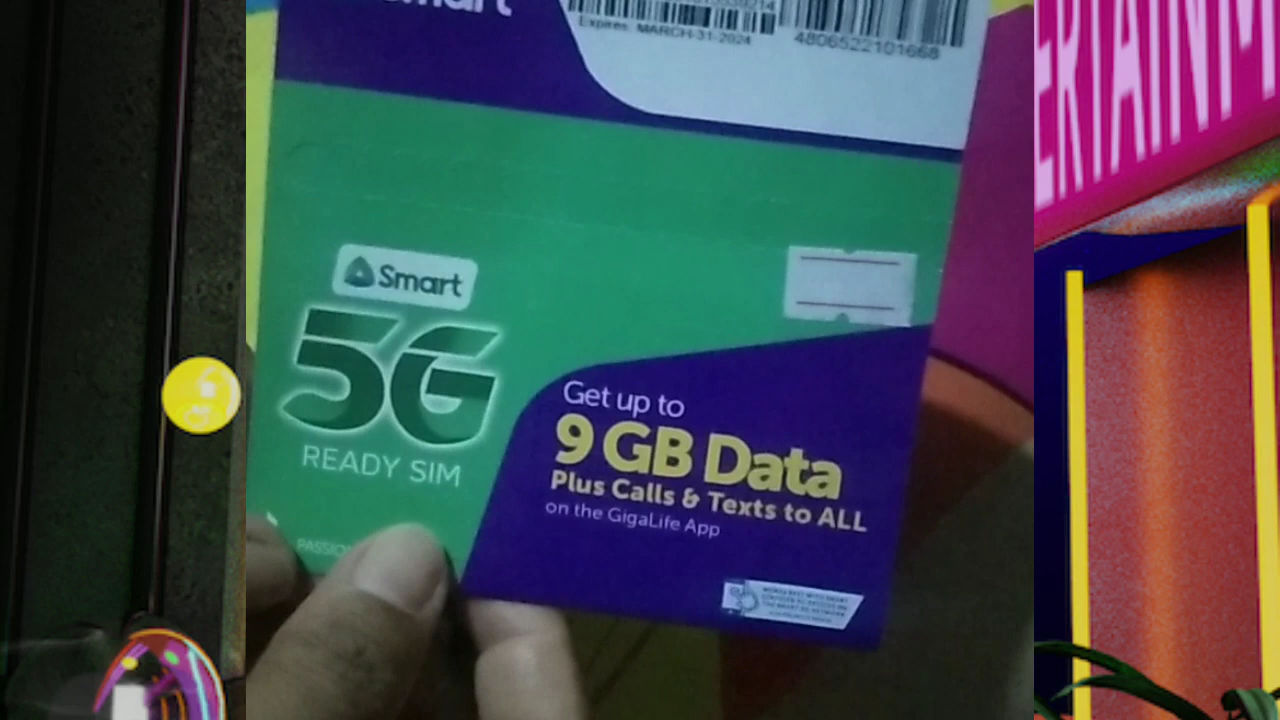 Smart
Expires: MARCH-31-2024
4806522101668
Smart
5G
READY SIM
Get up to
9 GB Data
Plus Calls & Texts to ALL
on the GigaLife App